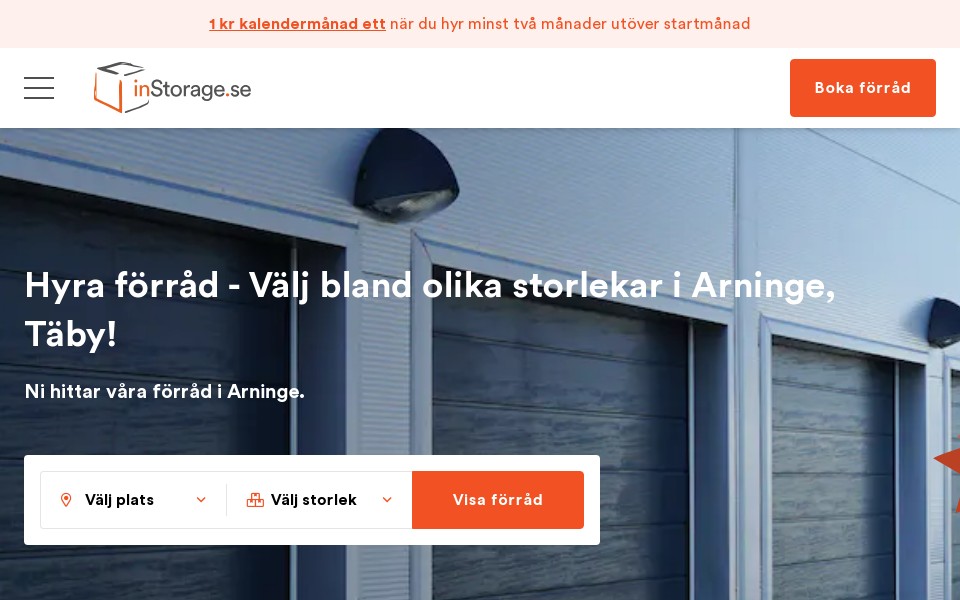 1 kr kalendermånad ett när du hyr minst två månader utöver startmånad
inStorage.se
Boka förråd
Hyra förråd - Välj bland olika storlekar i Arninge,
Täby!
Ni hittar våra förråd i Arninge.
Välj plats
Välj storlek
Visa förråd